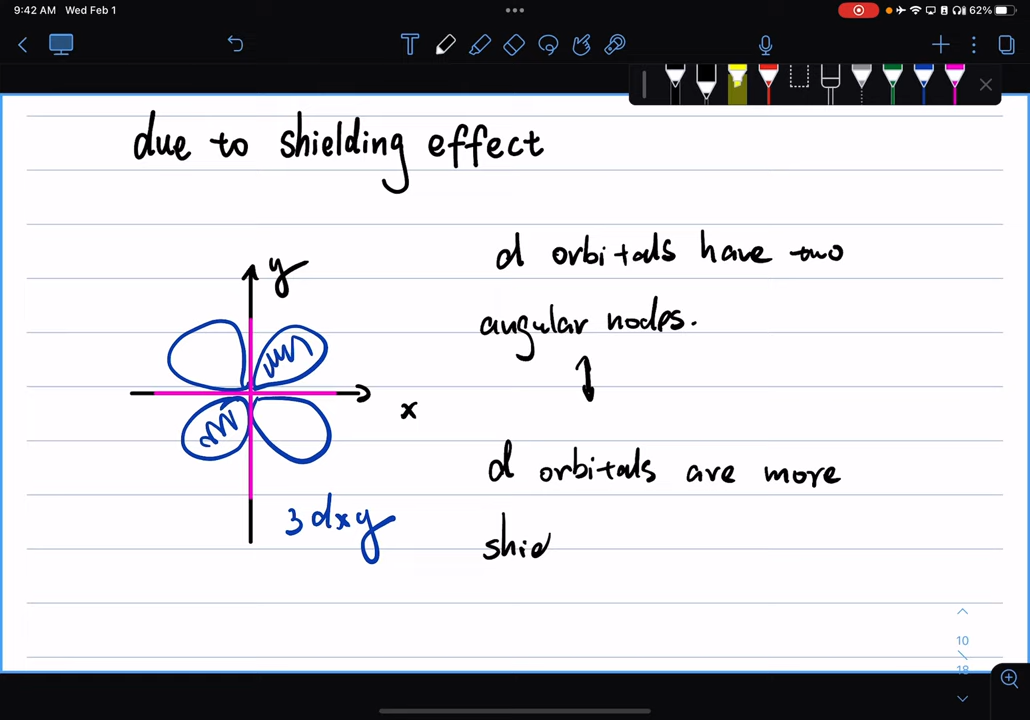 9:42 AM Wed Feb 1
62%
T
due to shielding effect
y
d orbitals have two
angular nodes.
x
d orbitals are more
3dxy
shie
10
18